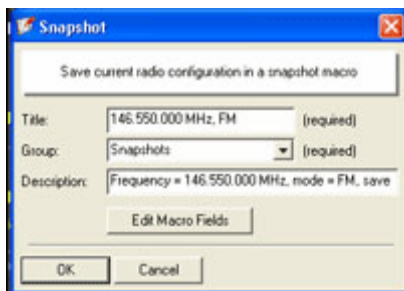 Snapshot
Save current radio configuration in a snapshot macro
Title: 146.550.000 MHz, FM (required)
Group: Snapshots (required)
Description: Frequency = 146.550.000 MHz, mode = FM, save
Edit Macro Fields
OK Cancel